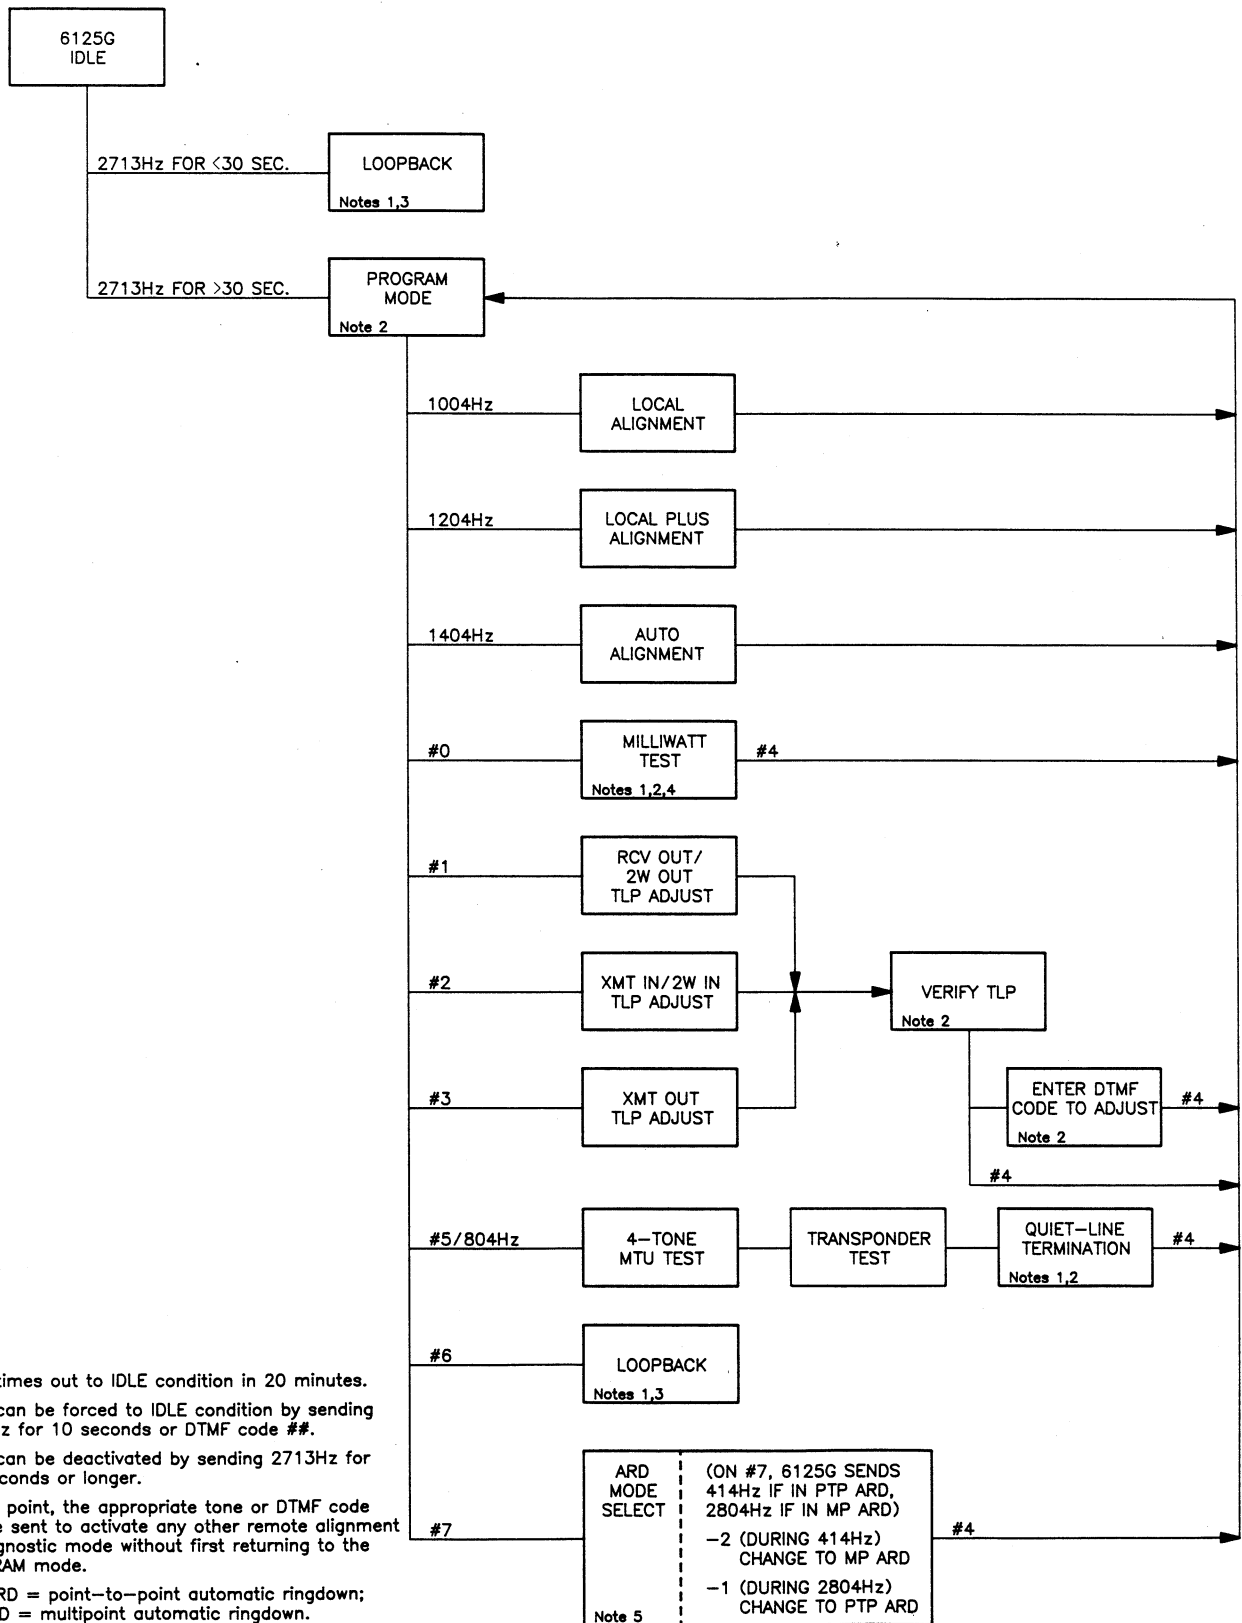 6125G
IDLE
2713Hz FOR <30 SEC.
LOOPBACK
Notes 1,3
2713Hz FOR >30 SEC.
PROGRAM
MODE
Note 2
1004Hz
LOCAL
ALIGNMENT
1204Hz
LOCAL PLUS
ALIGNMENT
1404Hz
AUTO
ALIGNMENT
#0
MILLIWATT
TEST
Notes 1,2,4
#4
#1
RCV OUT/
2W OUT
TLP ADJUST
#2
XMT IN/2W IN
TLP ADJUST
VERIFY TLP
Note 2
#3
XMT OUT
TLP ADJUST
ENTER DTMF
CODE TO ADJUST
Note 2
#4
#4
#5/804Hz
4-TONE
MTU TEST
TRANSPONDER
TEST
QUIET-LINE
TERMINATION
Notes 1,2
#4
#6
LOOPBACK
Notes 1,3
#7
ARD
MODE
SELECT
Note 5
(ON #7, 6125G SENDS
414Hz IF IN PTP ARD,
2804Hz IF IN MP ARD)
-2 (DURING 414Hz)
CHANGE TO MP ARD
-1 (DURING 2804Hz)
CHANGE TO PTP ARD
#4
times out to IDLE condition in 20 minutes.
can be forced to IDLE condition by sending
z for 10 seconds or DTMF code ##.
can be deactivated by sending 2713Hz for
econds or longer.
point, the appropriate tone or DTMF code
e sent to activate any other remote alignment
gnostic mode without first returning to the
RAM mode.
RD = point-to-point automatic ringdown;
D = multipoint automatic ringdown.